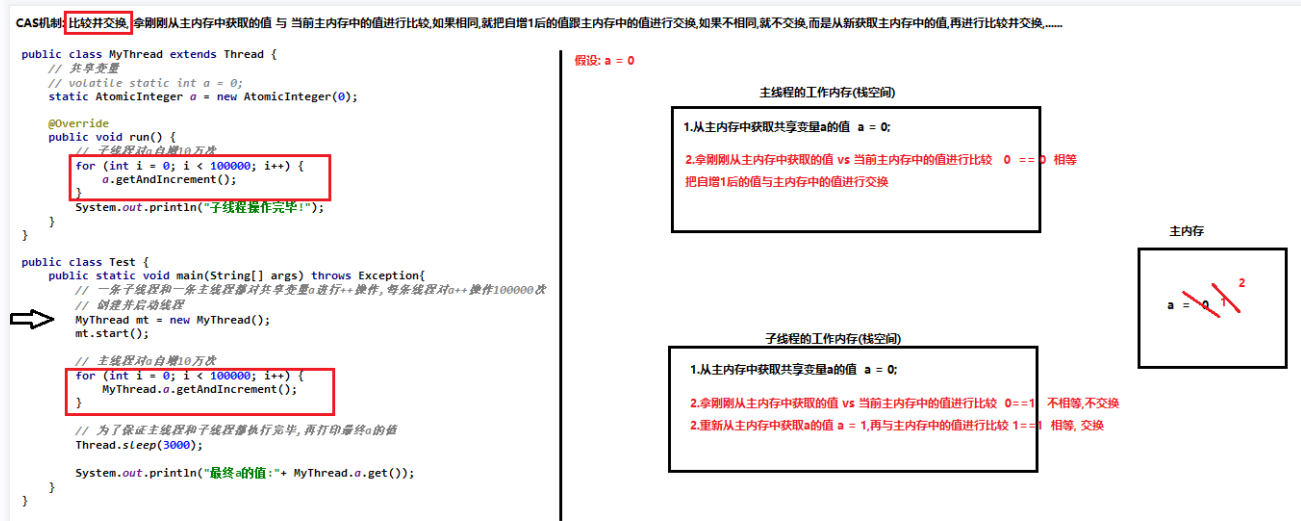 CAS机制: 比较并交换, 拿刚刚从主内存中获取的值 与 当前主内存中的值进行比较,如果相同,就把自增1后的值跟主内存中的值进行交换,如果不相同,就不交换,而是从新获取主内存中的值,再进行比较并交换,......
public class MyThread extends Thread {
// 共享变量
// volatile static int a = 0;
static AtomicInteger a = new AtomicInteger(0);
@Override
public void run() {
// 子线程对a自增10万次
for (int i = 0; i < 100000; i++) {
a.getAndIncrement();
}
System.out.println("子线程操作完毕!");
}
}
public class Test {
public static void main(String[] args) throws Exception{
// 一条子线程和一条主线程都对共享变量a进行++操作,每条线程对a++操作100000次
// 创建并启动线程
MyThread mt = new MyThread();
mt.start();
// 主线程对a自增10万次
for (int i = 0; i < 100000; i++) {
MyThread.a.getAndIncrement();
}
// 为了保证主线程和子线程都执行完毕,再打印最终a的值
Thread.sleep(3000);
System.out.println("最终a的值:"+ MyThread.a.get());
}
}
假设: a = 0
主线程的工作内存(栈空间)
1.从主内存中获取共享变量a的值 a = 0;
2.拿刚刚从主内存中获取的值 vs 当前主内存中的值进行比较 0 == 0 相等
把自增1后的值与主内存中的值进行交换
主内存
a = 0 1 2
子线程的工作内存(栈空间)
1.从主内存中获取共享变量a的值 a = 0;
2.拿刚刚从主内存中获取的值 vs 当前主内存中的值进行比较 0==1 不相等,不交换
2.重新从主内存中获取a的值 a = 1,再与主内存中的值进行比较 1==1 相等, 交换